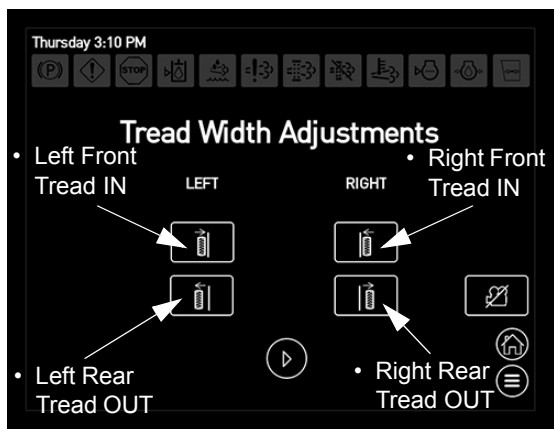 Thursday 3:10 PM
(P)
STOP
Tread Width Adjustments
• Left Front
Tread IN
• Right Front
Tread IN
LEFT
RIGHT
• Left Rear
Tread OUT
• Right Rear
Tread OUT